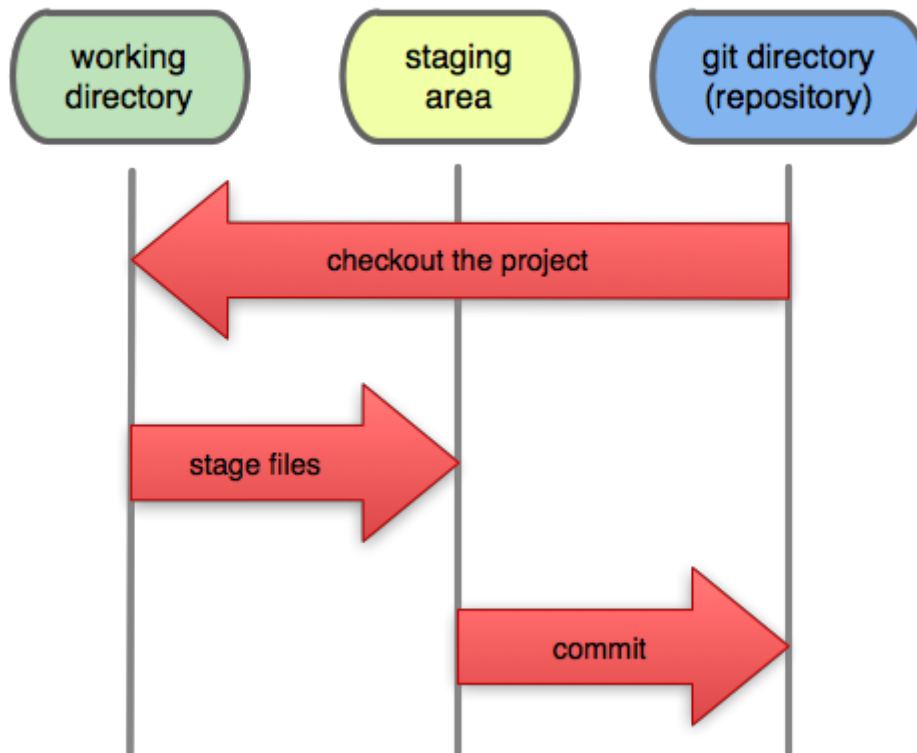 working
directory
staging
area
git directory
(repository)
checkout the project
stage files
commit